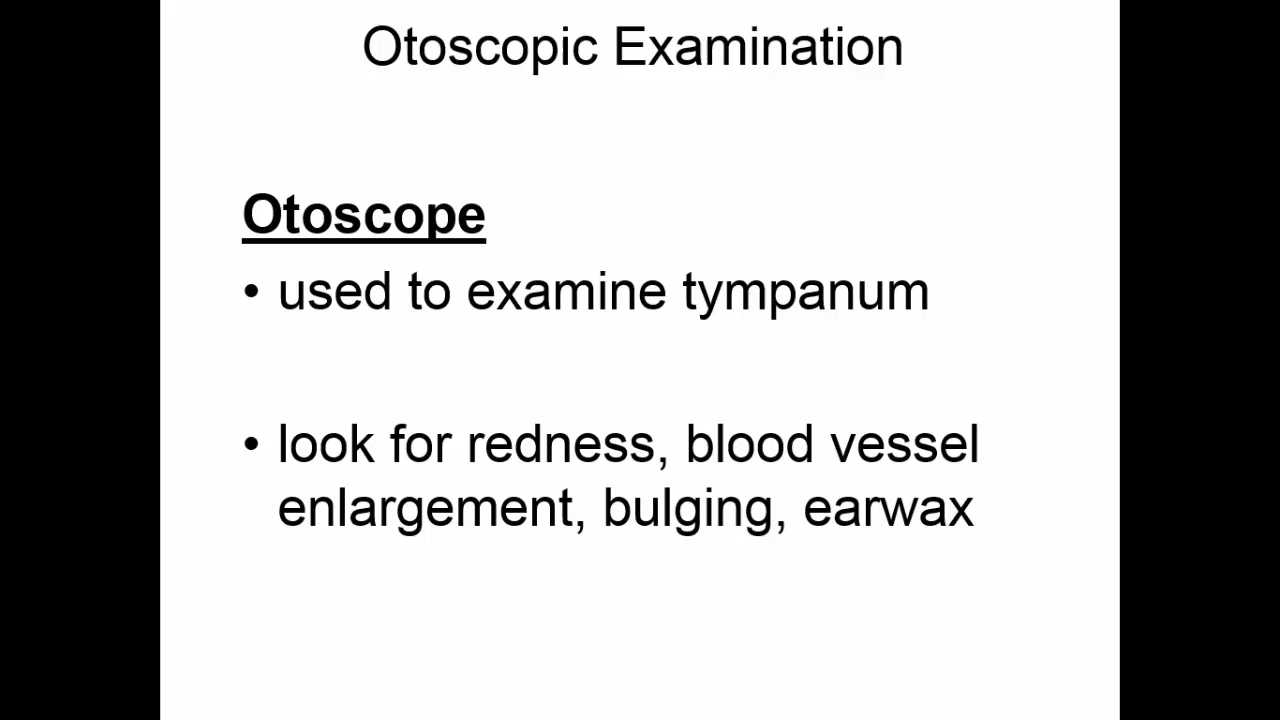 Otoscopic Examination
Otoscope
• used to examine tympanum
• look for redness, blood vessel
enlargement, bulging, earwax